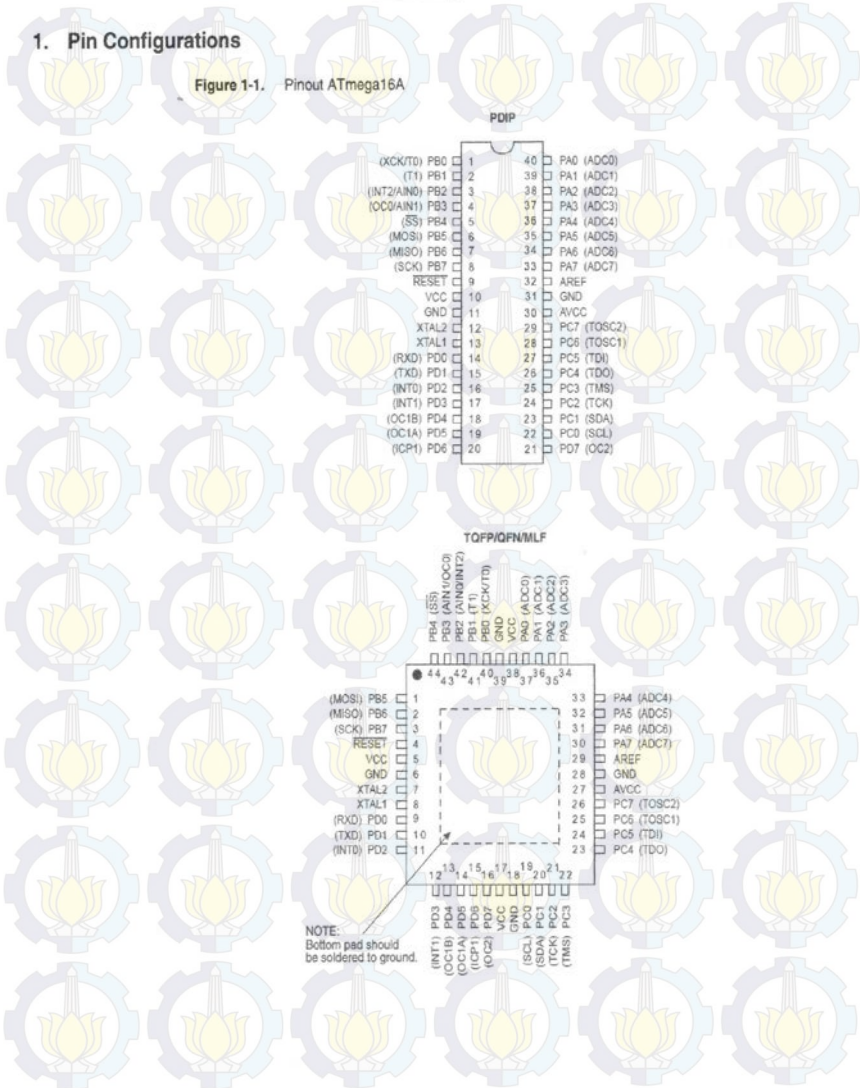 1. Pin Configurations
Figure 1-1. Pinout ATmega16A
PDIP
(XCK/T0) PB0 1 40 PA0 (ADC0)
(T1) PB1 2 39 PA1 (ADC1)
(INT2/AIN0) PB2 3 38 PA2 (ADC2)
(OC0/AIN1) PB3 4 37 PA3 (ADC3)
(SS) PB4 5 36 PA4 (ADC4)
(MOSI) PB5 6 35 PA5 (ADC5)
(MISO) PB6 7 34 PA6 (ADC6)
(SCK) PB7 8 33 PA7 (ADC7)
RESET 9 32 AREF
VCC 10 31 GND
GND 11 30 AVCC
XTAL2 12 29 PC7 (TOSC2)
XTAL1 13 28 PC6 (TOSC1)
(RXD) PD0 14 27 PC5 (TDI)
(TXD) PD1 15 26 PC4 (TDO)
(INT0) PD2 16 25 PC3 (TMS)
(INT1) PD3 17 24 PC2 (TCK)
(OC1B) PD4 18 23 PC1 (SDA)
(OC1A) PD5 19 22 PC0 (SCL)
(ICP1) PD6 20 21 PD7 (OC2)
TQFP/QFN/MLF
PB4 (SS)
PB3 (AIN1/OC0)
PB2 (AIN0/INT2)
PB1 (T1)
PB0 (XCK/T0)
GND
VCC
PA0 (ADC0)
PA1 (ADC1)
PA2 (ADC2)
PA3 (ADC3)
44 43 42 41 40 39 38 37 36 35 34
(MOSI) PB5 1 33 PA4 (ADC4)
(MISO) PB6 2 32 PA5 (ADC5)
(SCK) PB7 3 31 PA6 (ADC6)
RESET 4 30 PA7 (ADC7)
VCC 5 29 AREF
GND 6 28 GND
XTAL2 7 27 AVCC
XTAL1 8 26 PC7 (TOSC2)
(RXD) PD0 9 25 PC6 (TOSC1)
(TXD) PD1 10 24 PC5 (TDI)
(INT0) PD2 11 23 PC4 (TDO)
12 13 14 15 16 17 18 19 20 21 22
(INT1) PD3
(OC1B) PD4
(OC1A) PD5
(ICP1) PD6
(OC2) PD7
VCC
GND
(SCL) PC0
(SDA) PC1
(TCK) PC2
(TMS) PC3
NOTE:
Bottom pad should
be soldered to ground.